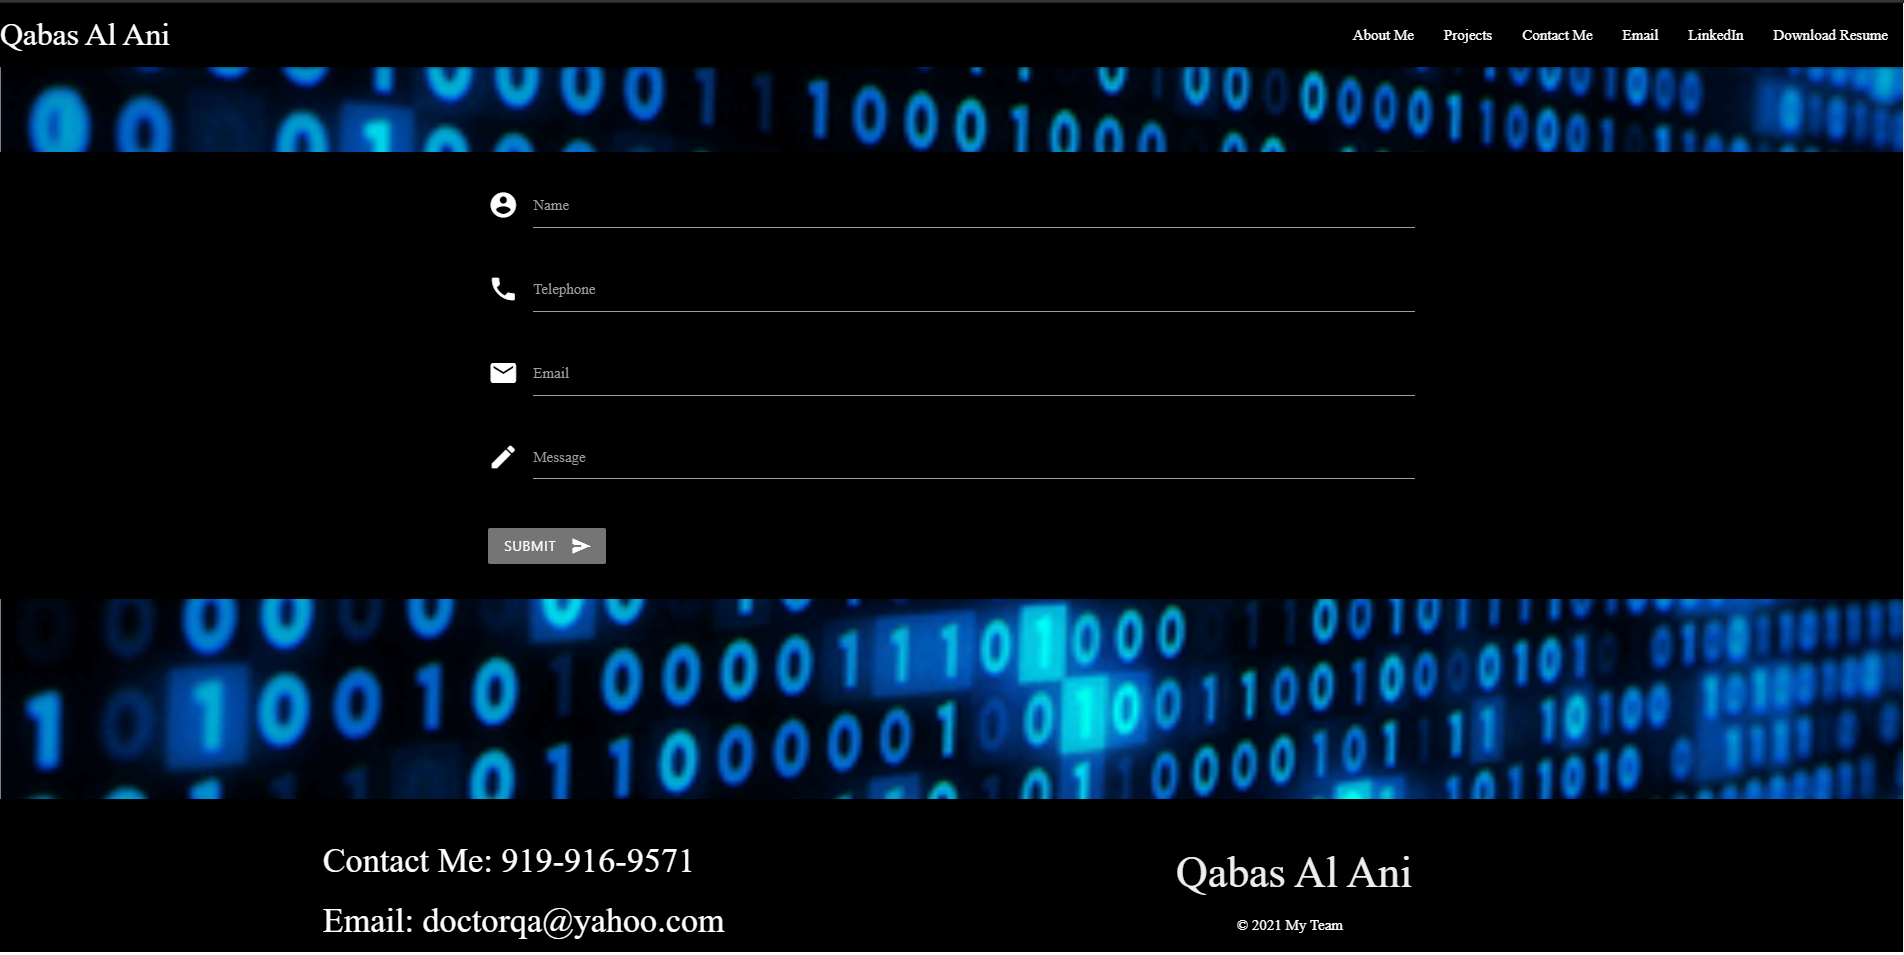 Qabas Al Ani
About Me Projects Contact Me Email LinkedIn Download Resume
Name
Telephone
Email
Message
SUBMIT
Contact Me: 919-916-9571
Email: doctorqa@yahoo.com
Qabas Al Ani
© 2021 My Team